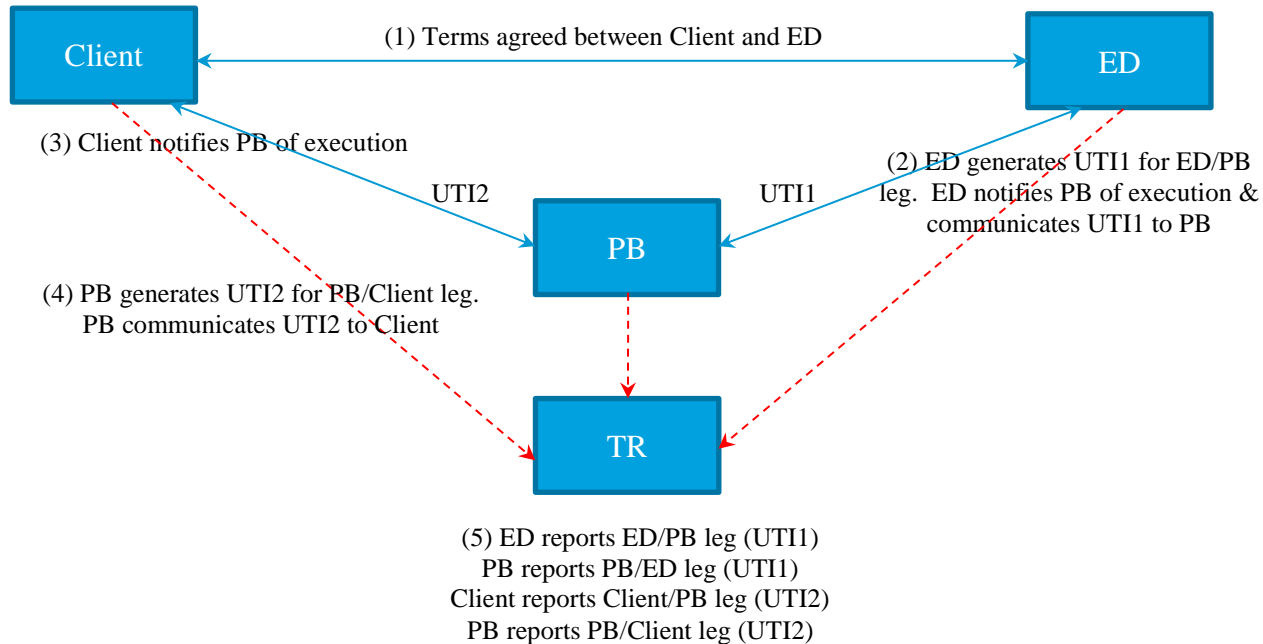 (1) Terms agreed between Client and ED
Client
ED
(3) Client notifies PB of execution
(2) ED generates UTI1 for ED/PB
leg.  ED notifies PB of execution &
communicates UTI1 to PB
UTI2
UTI1
PB
(4) PB generates UTI2 for PB/Client leg.
PB communicates UTI2 to Client
TR
(5) ED reports ED/PB leg (UTI1)
PB reports PB/ED leg (UTI1)
Client reports Client/PB leg (UTI2)
PB reports PB/Client leg (UTI2)